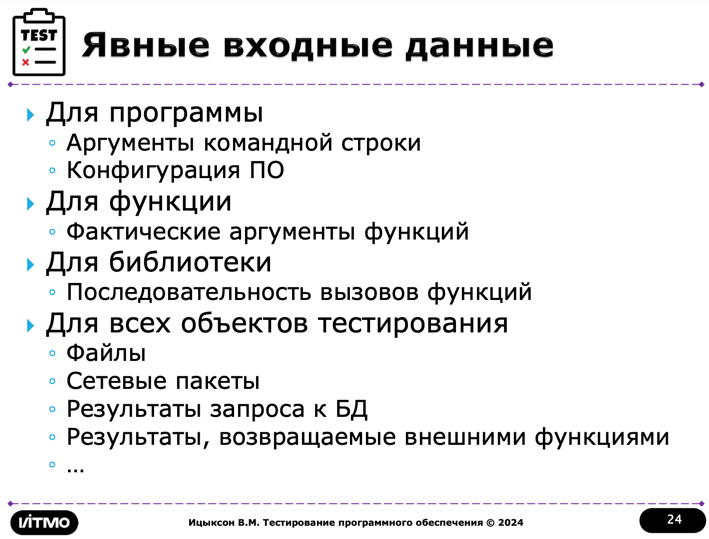 TEST
Явные входные данные
Для программы
Аргументы командной строки
Конфигурация ПО
Для функции
Фактические аргументы функций
Для библиотеки
Последовательность вызовов функций
Для всех объектов тестирования
Файлы
Сетевые пакеты
Результаты запроса к БД
Результаты, возвращаемые внешними функциями
...
ИТМО
Ицыксон В.М. Тестирование программного обеспечения © 2024
24